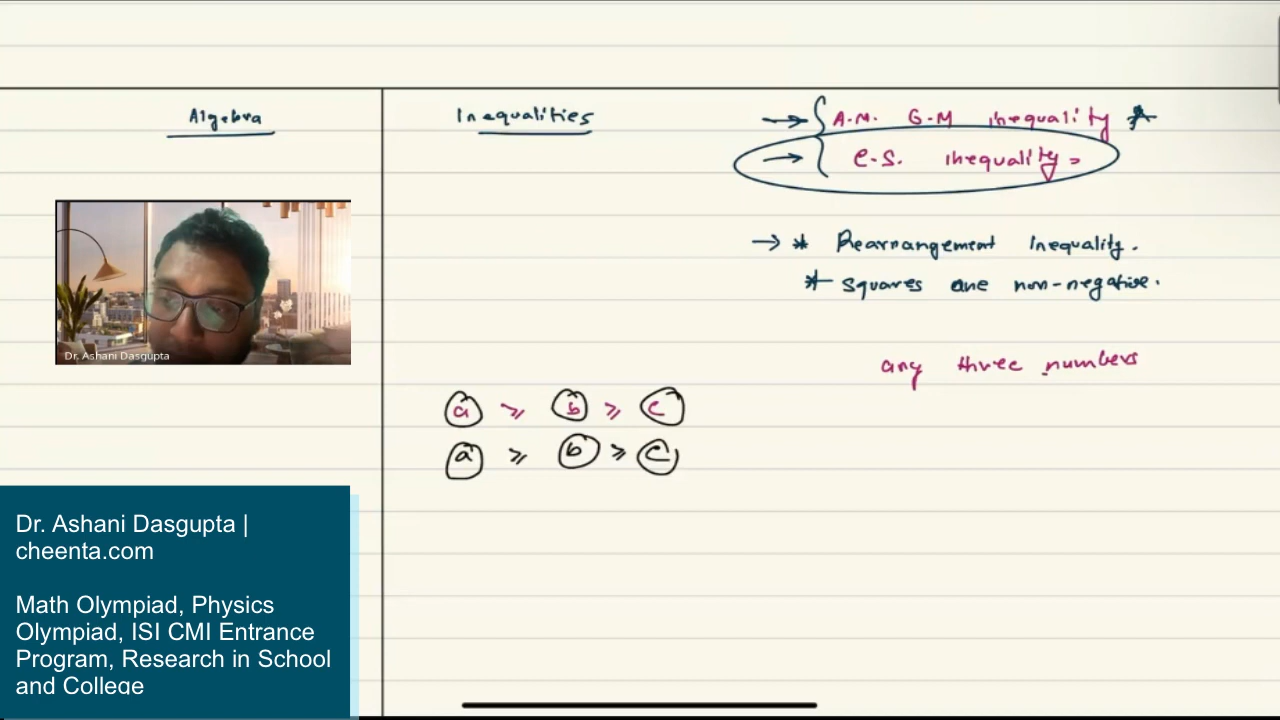 Algebra
Inequalities
→ { A.M. G.M inequality *
→ { C.S. inequality
→ * Rearrangement Inequality.
* squares are non-negative.
any three numbers
a ≥ b ≥ c
a ≥ b ≥ c
Dr. Ashani Dasgupta
Dr. Ashani Dasgupta |
cheenta.com
Math Olympiad, Physics
Olympiad, ISI CMI Entrance
Program, Research in School
and College